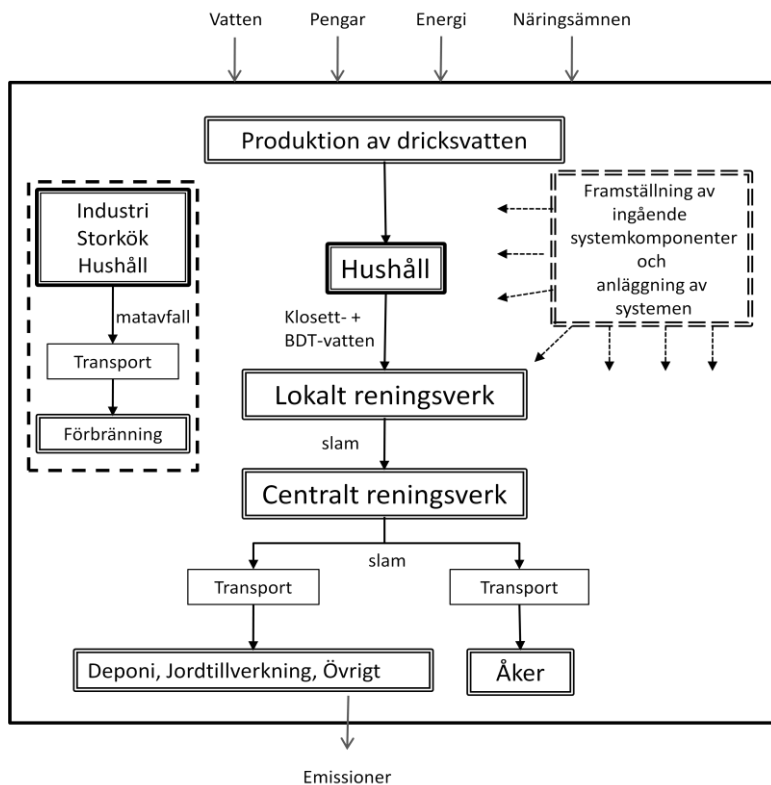 Vatten
Pengar
Energi
Näringsämnen
Produktion av dricksvatten
Industri
Storkök
Hushåll
Framställning av
ingående
systemkomponenter
och
anläggning av
systemen
Hushåll
matavfall
Klosett- +
BDT-vatten
Transport
Lokalt reningsverk
Förbränning
slam
Centralt reningsverk
slam
Transport
Transport
Deponi, Jordtillverkning, Övrigt
Åker
Emissioner